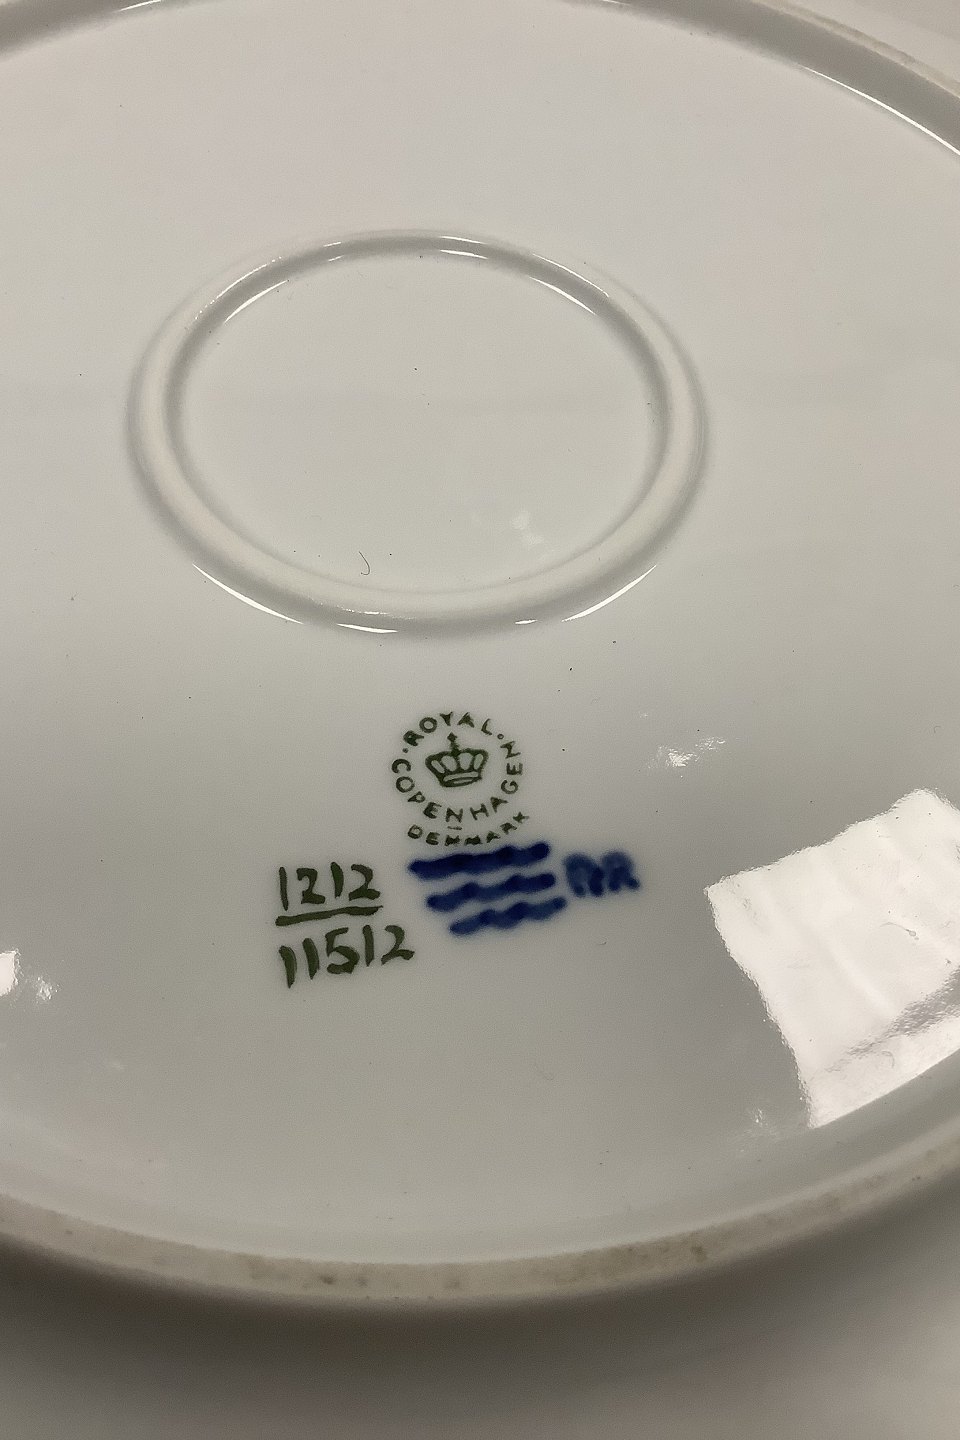 ROYAL
COPENHAGEN
DENMARK
1212
11512